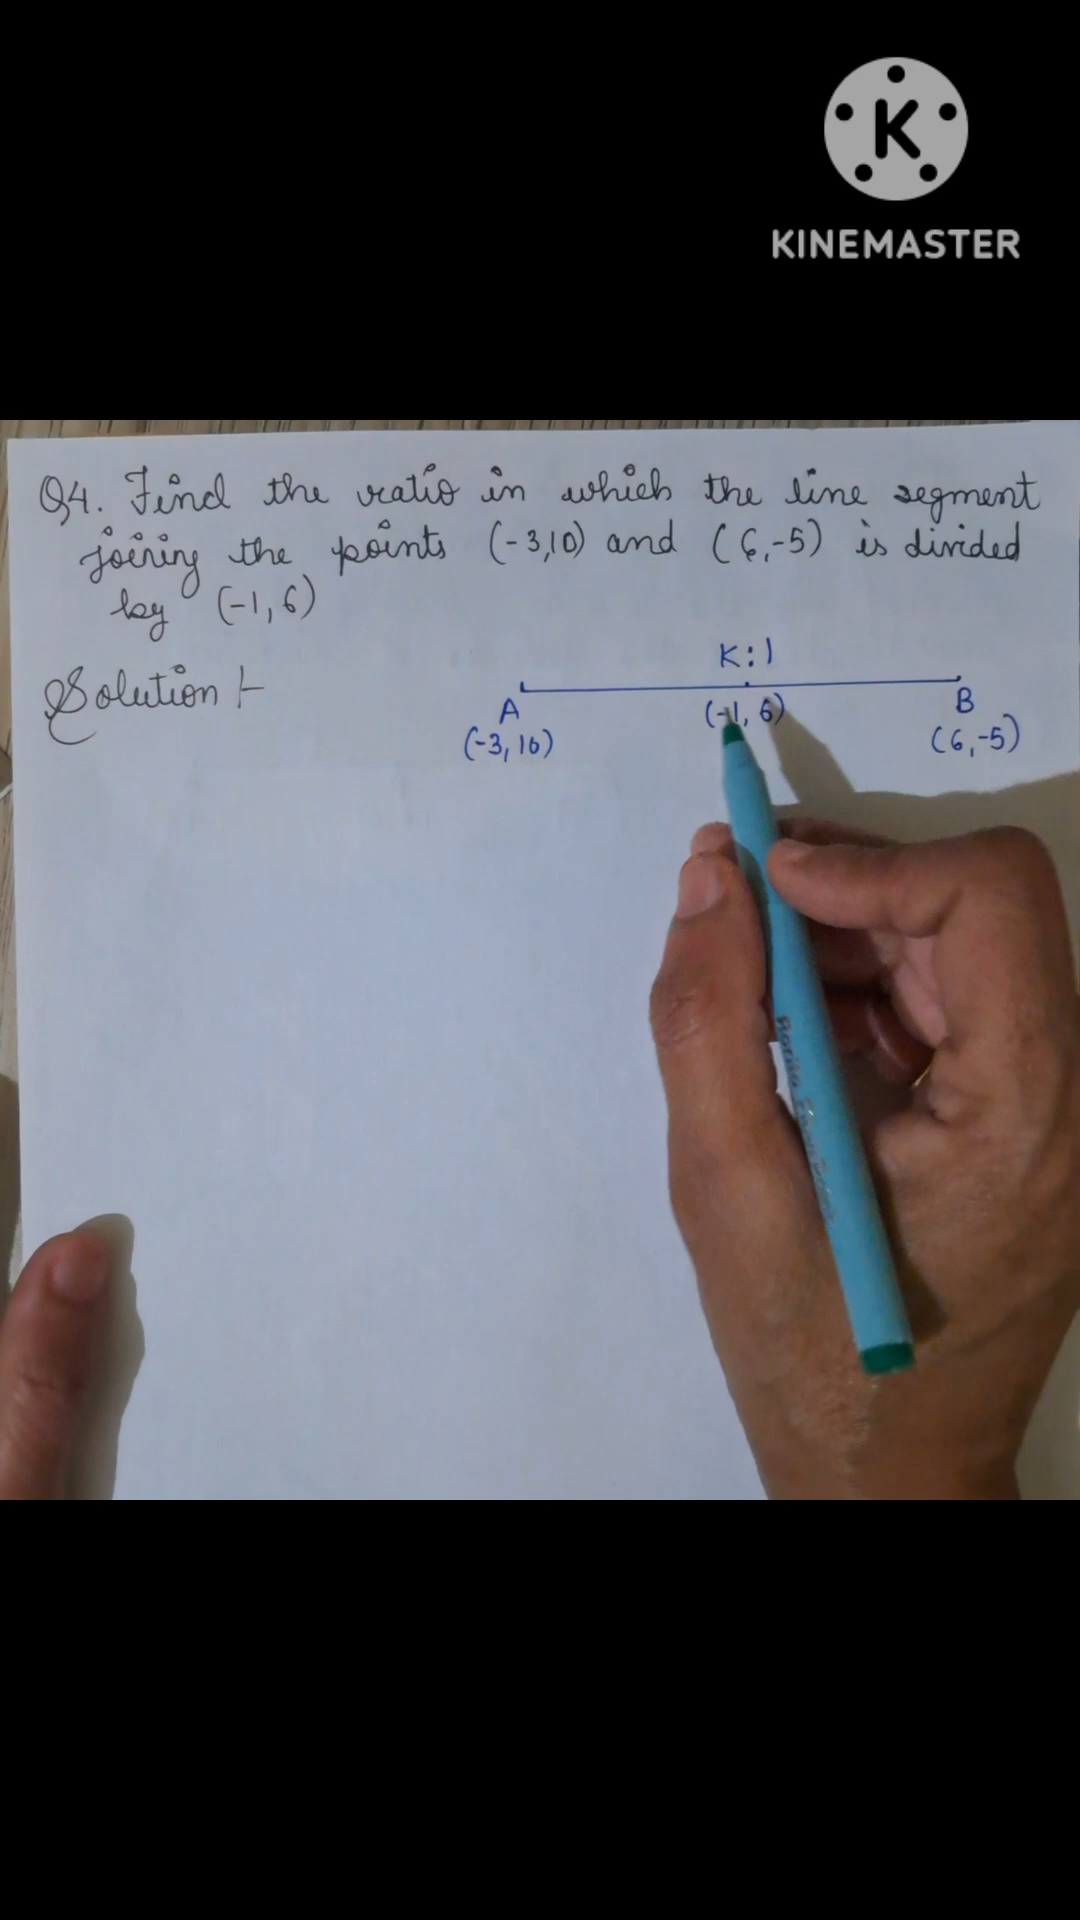 K
KINEMASTER
Q4. Find the ratio in which the line segment
joining the points (-3,10) and (6,-5) is divided
by (-1,6)
Solution :-
K:1
A
(-1, 6)
B
(-3, 10)
(6,-5)